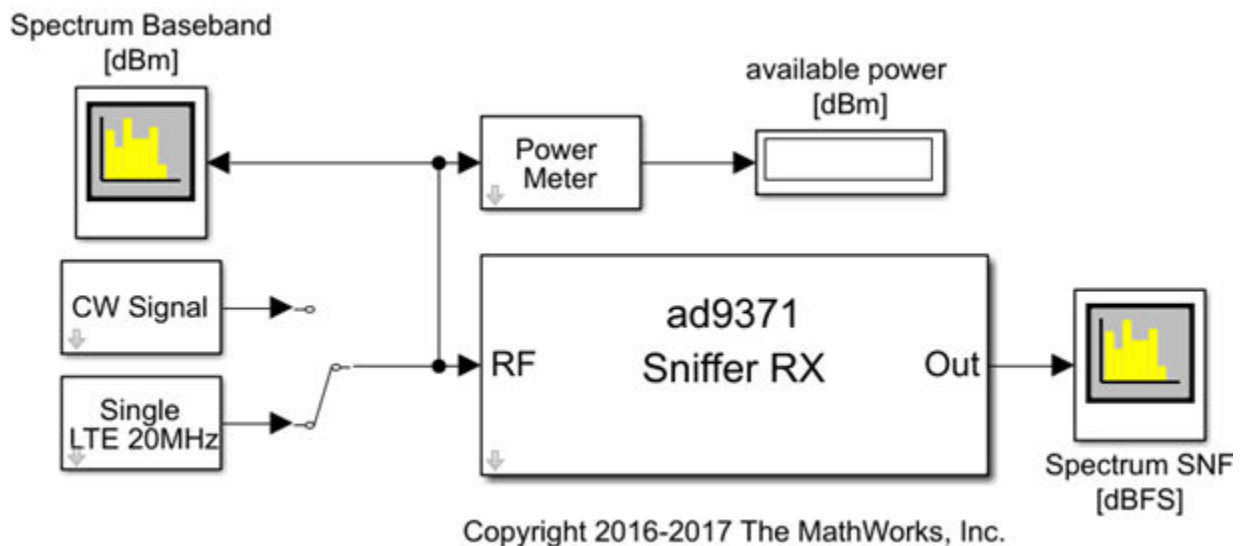 Spectrum Baseband
[dBm]
available power
[dBm]
Power
Meter
CW Signal
ad9371
RF
Sniffer RX
Out
Single
LTE 20MHz
Spectrum SNF
[dBFS]
Copyright 2016-2017 The MathWorks, Inc.